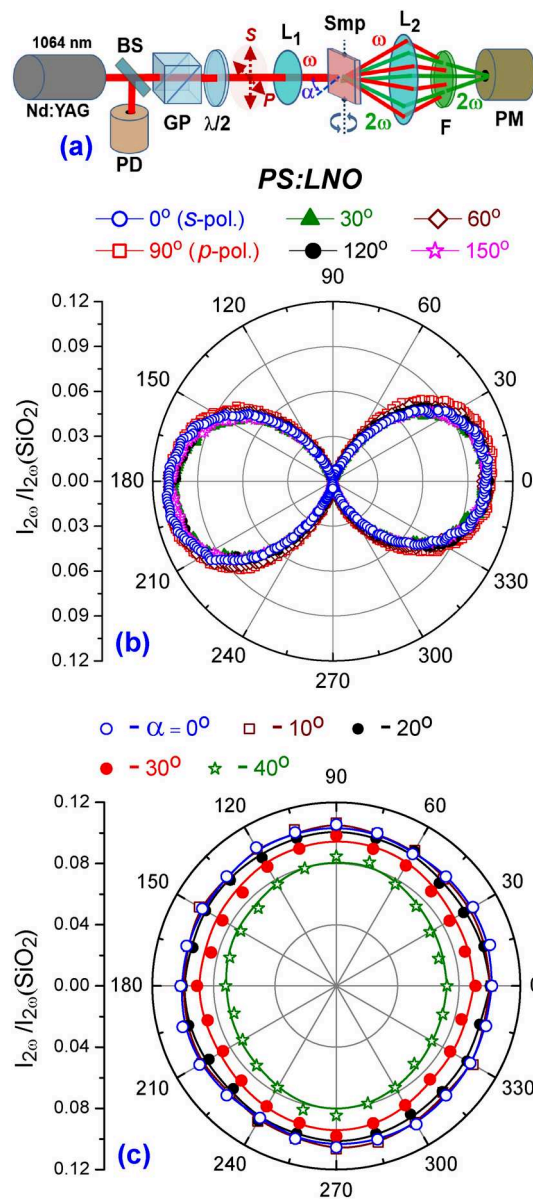 1064 nm
BS
S
L1
Smp
L2
ω
ω
α
P
Nd:YAG
2ω
2ω
(a)
PD
GP
λ/2
F
PM
PS:LNO
0° (s-pol.) 30° 60°
90° (p-pol.) 120° 150°
90
0.12
120
60
0.09
150
30
0.06
0.03
0.00
180
0
0.03
0.06
210
330
0.09
240
300
0.12
270
(b)
I2ω /I2ω(SiO2)
- α = 0° - 10° - 20°
- 30° - 40°
90
0.12
120
60
0.08
150
30
0.04
0.00
180
0
0.04
210
330
0.08
240
300
0.12
270
(c)
I2ω /I2ω(SiO2)